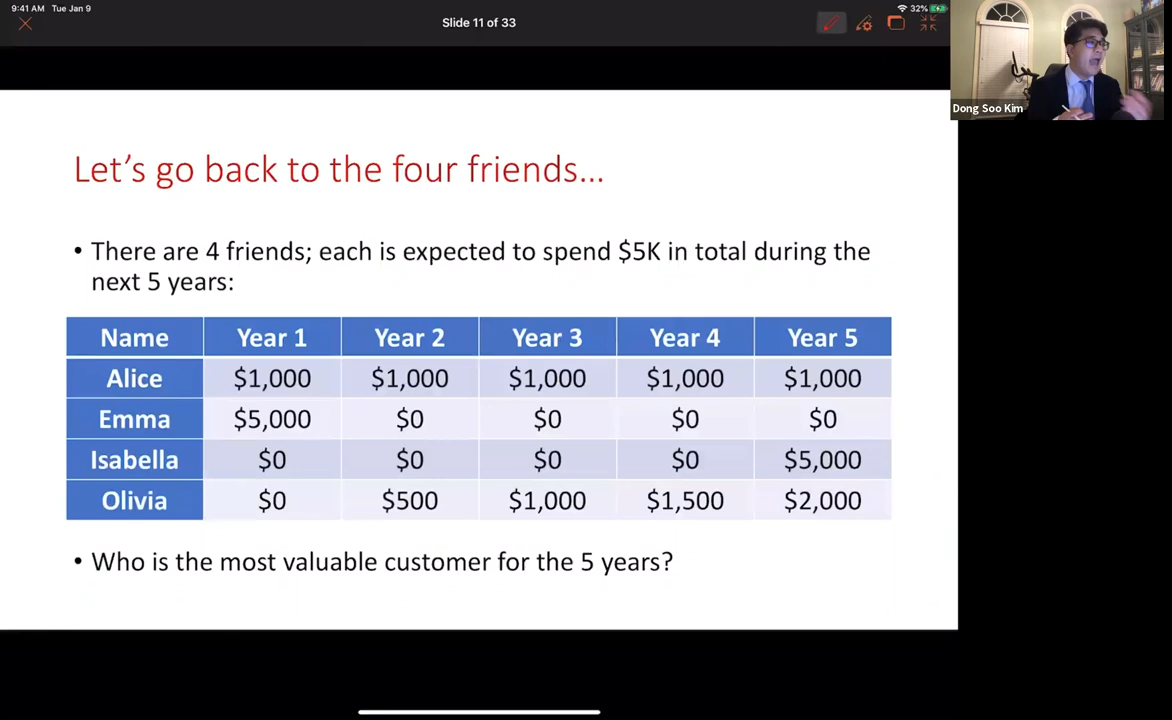 9:41 AM Tue Jan 9
32%
Slide 11 of 33
Dong Soo Kim
Let's go back to the four friends...
• There are 4 friends; each is expected to spend $5K in total during the
next 5 years:
Name Year 1 Year 2 Year 3 Year 4 Year 5
Alice $1,000 $1,000 $1,000 $1,000 $1,000
Emma $5,000 $0 $0 $0 $0
Isabella $0 $0 $0 $0 $5,000
Olivia $0 $500 $1,000 $1,500 $2,000
• Who is the most valuable customer for the 5 years?